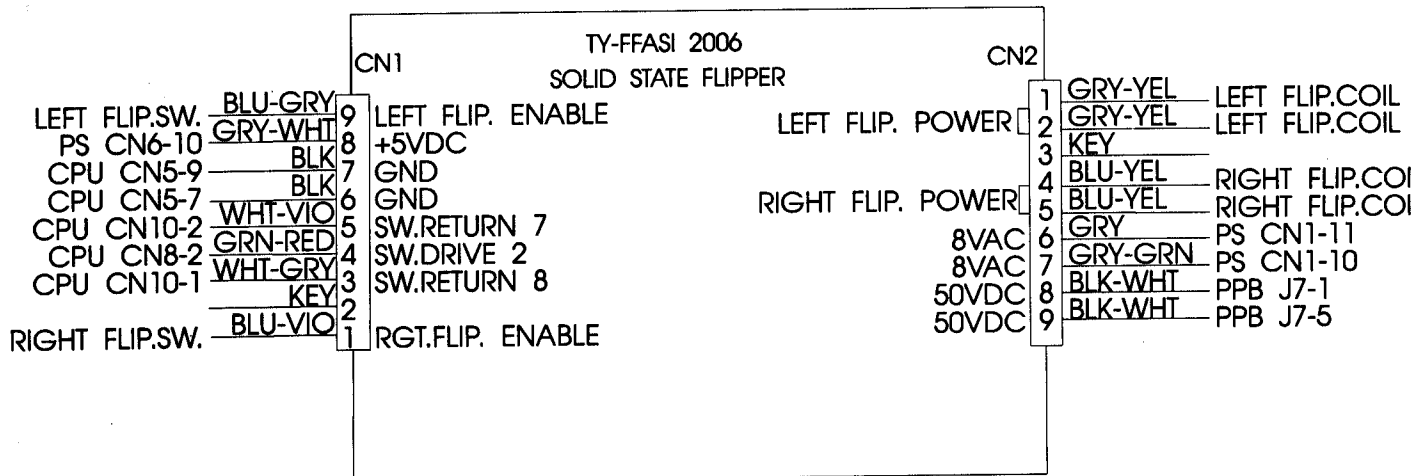 TY-FFASI 2006
SOLID STATE FLIPPER
CN1
CN2
LEFT FLIP.SW. BLU-GRY 9 LEFT FLIP. ENABLE
PS CN6-10 GRY-WHT 8 +5VDC
CPU CN5-9 BLK 7 GND
CPU CN5-7 BLK 6 GND
CPU CN10-2 WHT-VIO 5 SW.RETURN 7
CPU CN8-2 GRN-RED 4 SW.DRIVE 2
CPU CN10-1 WHT-GRY 3 SW.RETURN 8
KEY 2
RIGHT FLIP.SW. BLU-VIO 1 RGT.FLIP. ENABLE
1 GRY-YEL LEFT FLIP.COIL
LEFT FLIP. POWER 2 GRY-YEL LEFT FLIP.COIL
3 KEY
4 BLU-YEL RIGHT FLIP.COI
RIGHT FLIP. POWER 5 BLU-YEL RIGHT FLIP.COI
8VAC 6 GRY PS CN1-11
8VAC 7 GRY-GRN PS CN1-10
50VDC 8 BLK-WHT PPB J7-1
50VDC 9 BLK-WHT PPB J7-5